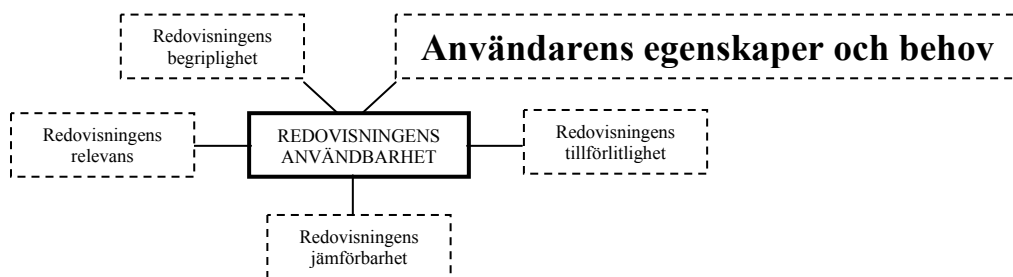 Redovisningens
begriplighet
Användarens egenskaper och behov
Redovisningens
relevans
REDOVISNINGENS
ANVÄNDBARHET
Redovisningens
tillförlitlighet
Redovisningens
jämförbarhet